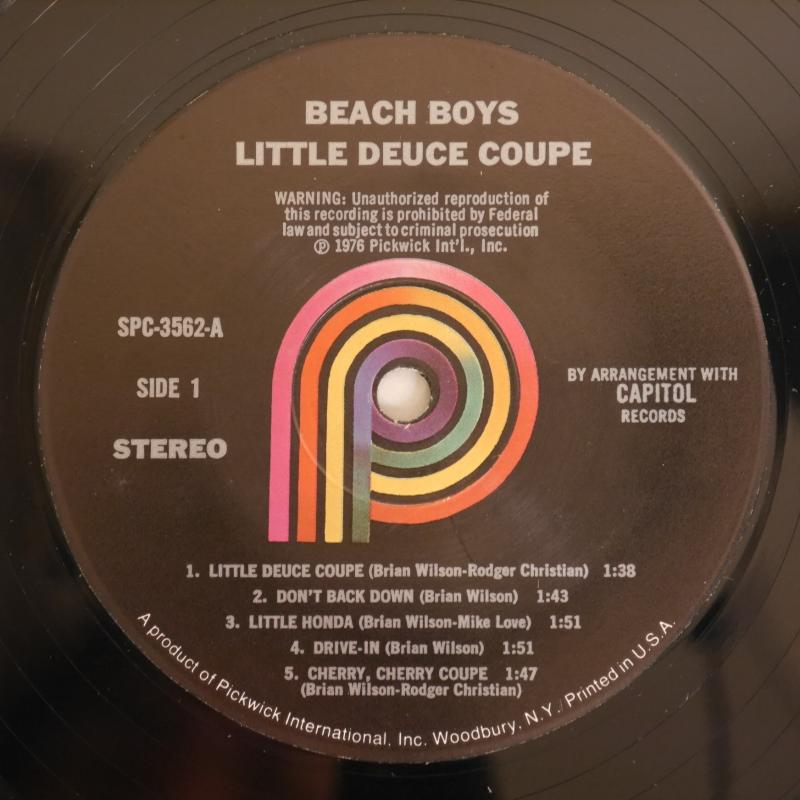 BEACH BOYS
LITTLE DEUCE COUPE
WARNING: Unauthorized reproduction of
this recording is prohibited by Federal
law and subject to criminal prosecution
℗ 1976 Pickwick Int'l., Inc.
SPC-3562-A
SIDE 1
STEREO
BY ARRANGEMENT WITH
CAPITOL
RECORDS
1. LITTLE DEUCE COUPE (Brian Wilson-Rodger Christian) 1:38
2. DON'T BACK DOWN (Brian Wilson) 1:43
3. LITTLE HONDA (Brian Wilson-Mike Love) 1:51
4. DRIVE-IN (Brian Wilson) 1:51
5. CHERRY, CHERRY COUPE 1:47
(Brian Wilson-Rodger Christian)
A product of Pickwick International, Inc. Woodbury, N.Y. Printed in U.S.A.